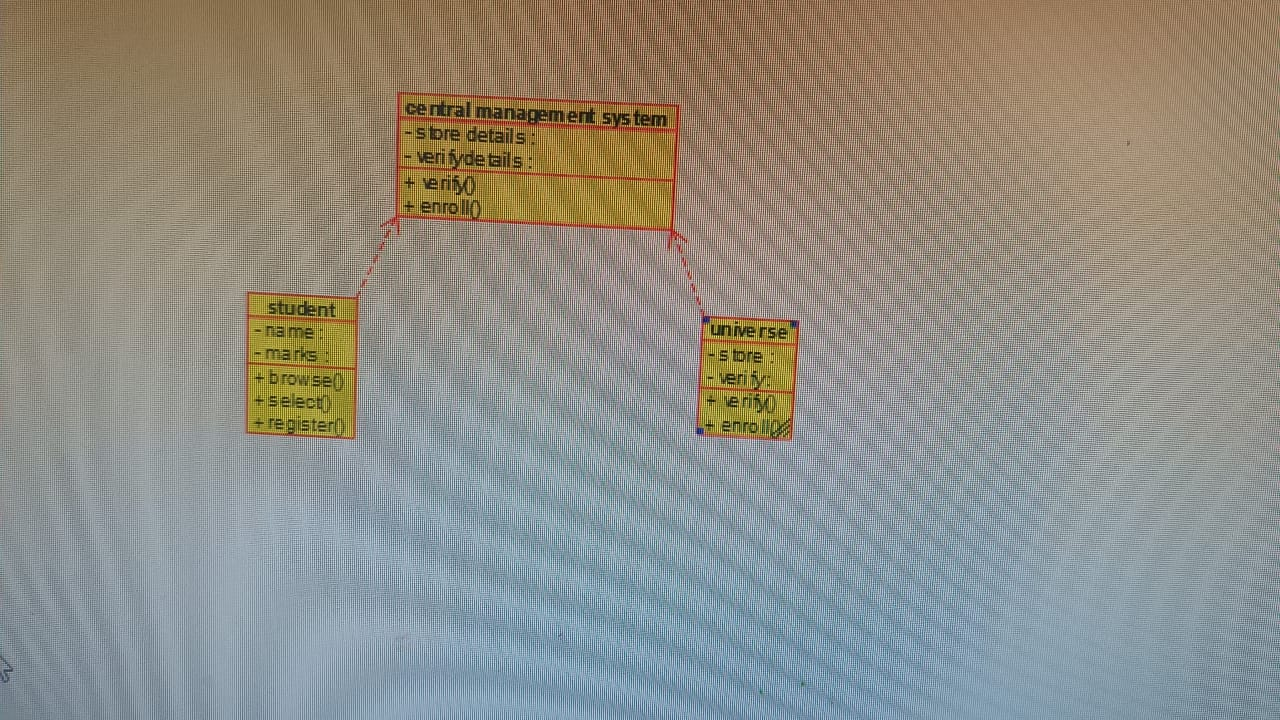 central management system
- store details :
- verifydetails :
+ verify()
+ enroll()
student
- name :
- marks :
+ browse()
+ select()
+ register()
universe
- store :
- verify:
+ verify()
+ enroll()